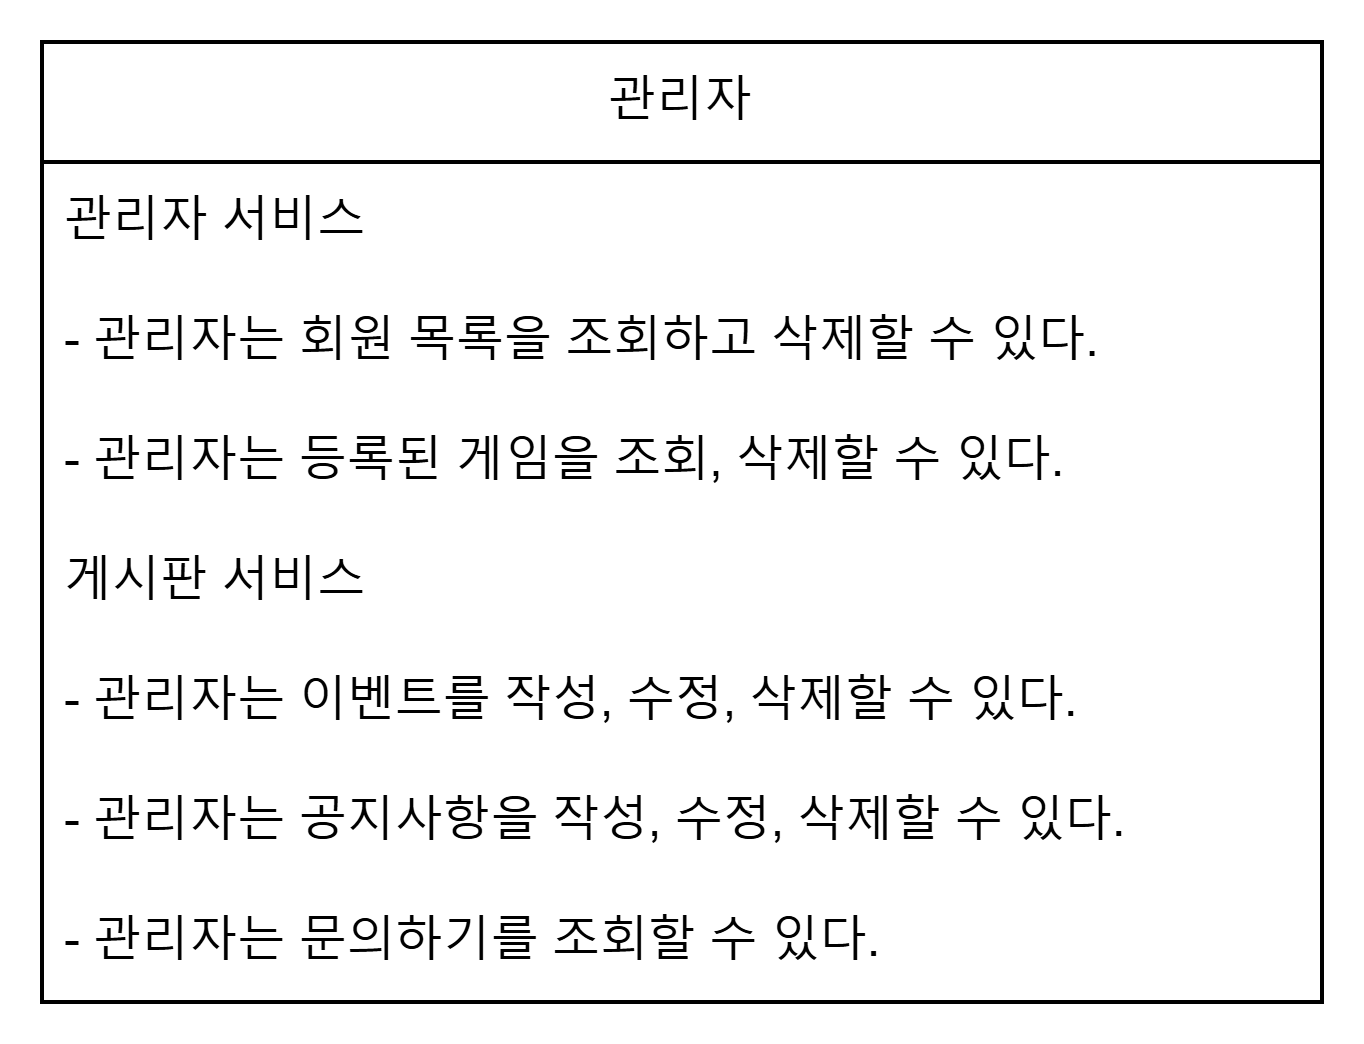 관리자
관리자 서비스
- 관리자는 회원 목록을 조회하고 삭제할 수 있다.
- 관리자는 등록된 게임을 조회, 삭제할 수 있다.
게시판 서비스
- 관리자는 이벤트를 작성, 수정, 삭제할 수 있다.
- 관리자는 공지사항을 작성, 수정, 삭제할 수 있다.
- 관리자는 문의하기를 조회할 수 있다.